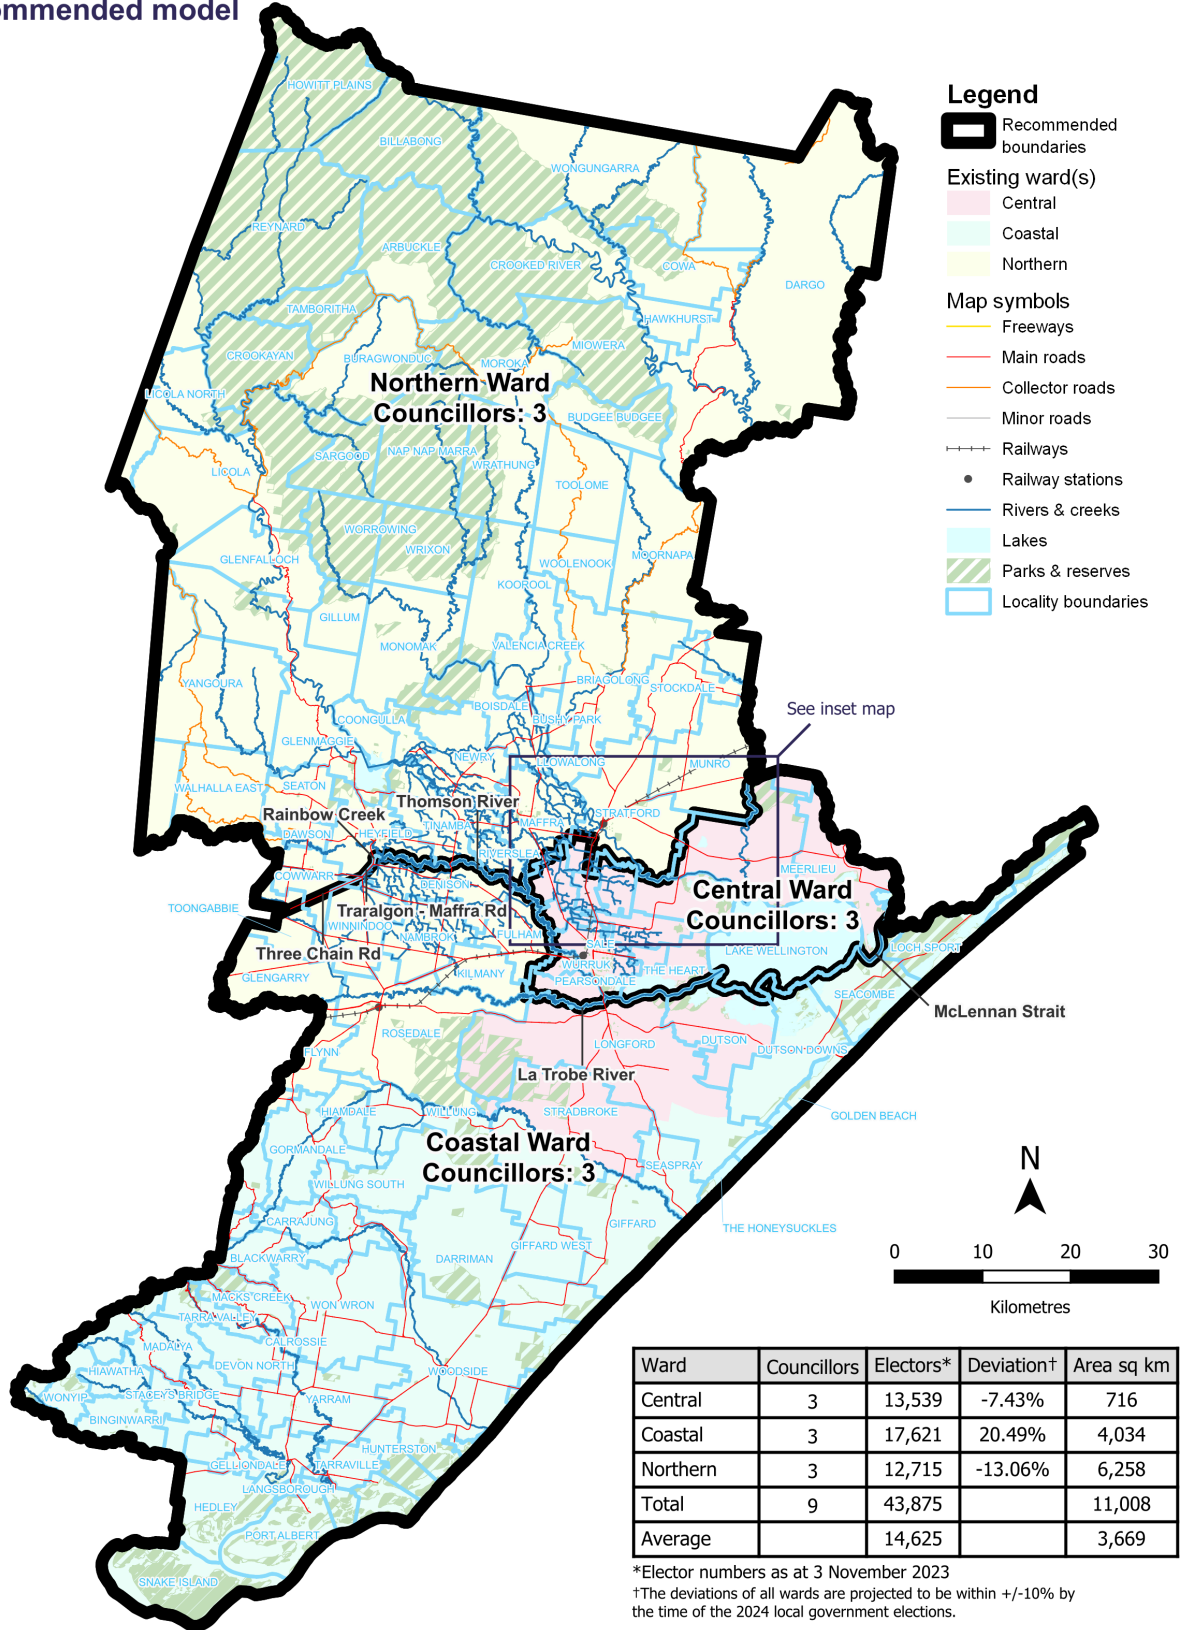 ommended model
Legend
Recommended
boundaries
Existing ward(s)
Central
Coastal
Northern
Map symbols
Freeways
Main roads
Collector roads
Minor roads
Railways
Railway stations
Rivers & creeks
Lakes
Parks & reserves
Locality boundaries
HOWITT PLAINS
BILLABONG
WONGUNGARRA
REYNARD
ARBUCKLE
CROOKED RIVER
COWA
DARGO
TAMBORITHA
HAWKHURST
CROOKAYAN
BURAGWONDUC
MOROKA
MIOWERA
Northern Ward
Councillors: 3
LICOLA NORTH
BUDGEE BUDGEE
SARGOOD
NAP NAP MARRA
WRATHUNG
LICOLA
TOOLOME
WORROWING
WRIXON
GLENFALLOCH
WOOLENOOK
MOORNAPA
KOOROOL
GILLUM
MONOMAK
VALENCIA CREEK
YANGOURA
BRIAGOLONG
STOCKDALE
BOISDALE
COONGULLA
BUSHY PARK
See inset map
GLENMAGGIE
NEWRY
LLOWALONG
MUNRO
WALHALLA EAST
SEATON
Thomson River
Rainbow Creek
STRATFORD
DAWSON
HEYFIELD
TINAMBA
MAFFRA
RIVERSLEA
COWWARR
DENISON
MEERLIEU
Central Ward
Councillors: 3
TOONGABBIE
Traralgon - Maffra Rd
WINNINDOO
NAMBROK
FULHAM
SALE
LAKE WELLINGTON
LOCH SPORT
Three Chain Rd
WURRUK
GLENGARRY
KILMANY
PEARSONDALE
THE HEART
SEACOMBE
McLennan Strait
ROSEDALE
FLYNN
LONGFORD
DUTSON
DUTSON DOWNS
La Trobe River
HIAMDALE
WILLUNG
STRADBROKE
GOLDEN BEACH
Coastal Ward
Councillors: 3
GORMANDALE
SEASPRAY
WILLUNG SOUTH
CARRAJUNG
GIFFARD
THE HONEYSUCKLES
GIFFARD WEST
BLACKWARRY
DARRIMAN
MACKS CREEK
WON WRON
TARRA VALLEY
CALROSSIE
MADALYA
DEVON NORTH
HIAWATHA
WOODSIDE
WONYIP
STACEYS BRIDGE
YARRAM
BINGINWARRI
HUNTERSTON
GELLIONDALE
TARRAVILLE
LANGSBOROUGH
HEDLEY
PORT ALBERT
SNAKE ISLAND
N
0 10 20 30
Kilometres
Ward Councillors Electors* Deviation† Area sq km
Central 3 13,539 -7.43% 716
Coastal 3 17,621 20.49% 4,034
Northern 3 12,715 -13.06% 6,258
Total 9 43,875 11,008
Average 14,625 3,669
*Elector numbers as at 3 November 2023
†The deviations of all wards are projected to be within +/-10% by
the time of the 2024 local government elections.